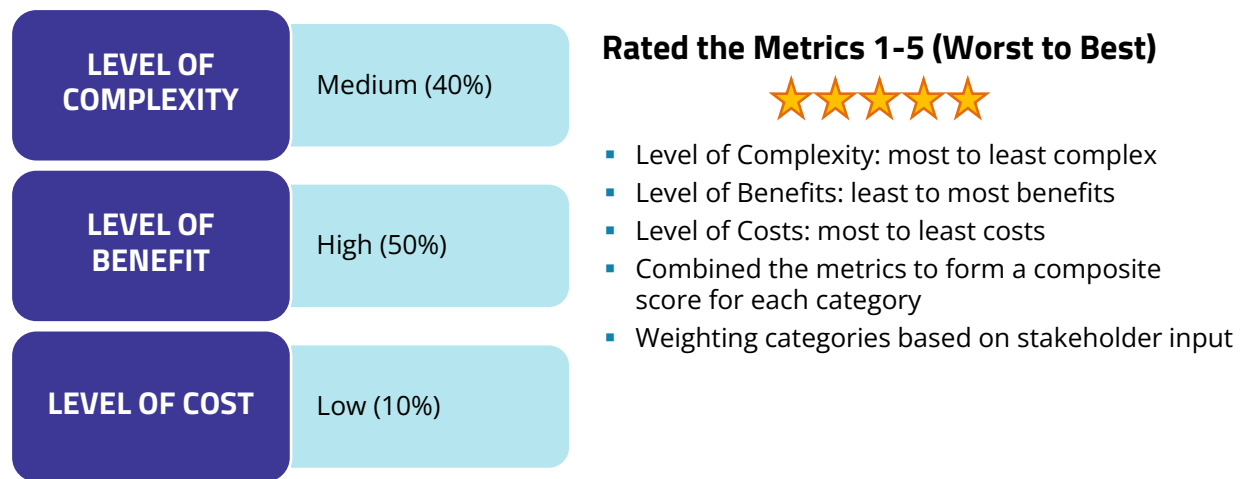 LEVEL OF
COMPLEXITY
Medium (40%)
LEVEL OF
BENEFIT
High (50%)
LEVEL OF COST
Low (10%)
Rated the Metrics 1-5 (Worst to Best)
▪ Level of Complexity: most to least complex
▪ Level of Benefits: least to most benefits
▪ Level of Costs: most to least costs
▪ Combined the metrics to form a composite
score for each category
▪ Weighting categories based on stakeholder input